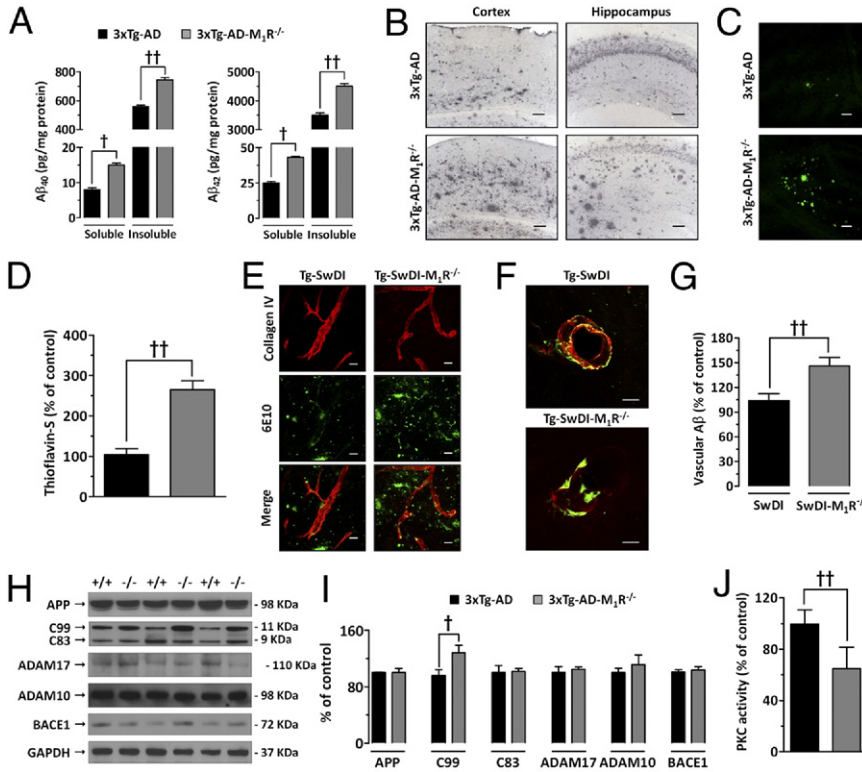 A
3xTg-AD 3xTg-AD-M₁R⁻/⁻
Aβ₄₀ (pg/mg protein)
800
600
400
20
15
10
5
0
†
††
Soluble Insoluble
Aβ₄₂ (pg/mg protein)
5000
4000
3000
50
25
0
†
††
Soluble Insoluble
B
Cortex Hippocampus
3xTg-AD
3xTg-AD-M₁R⁻/⁻
C
3xTg-AD
3xTg-AD-M₁R⁻/⁻
D
Thioflavin-S (% of control)
400
300
200
100
0
††
E
Tg-SwDI Tg-SwDI-M₁R⁻/⁻
Collagen IV
6E10
Merge
F
Tg-SwDI
Tg-SwDI-M₁R⁻/⁻
G
Vascular Aβ (% of control)
180
150
120
90
60
30
0
††
SwDI SwDI-M₁R⁻/⁻
H
+/+ -/- +/+ -/- +/+ -/-
APP → - 98 KDa
C99 → - 11 KDa
C83 → - 9 KDa
ADAM17 → - 110 KDa
ADAM10 → - 98 KDa
BACE1 → - 72 KDa
GAPDH → - 37 KDa
I
3xTg-AD 3xTg-AD-M₁R⁻/⁻
% of control
160
120
80
40
0
†
APP C99 C83 ADAM17 ADAM10 BACE1
J
PKC activity (% of control)
120
80
40
0
††